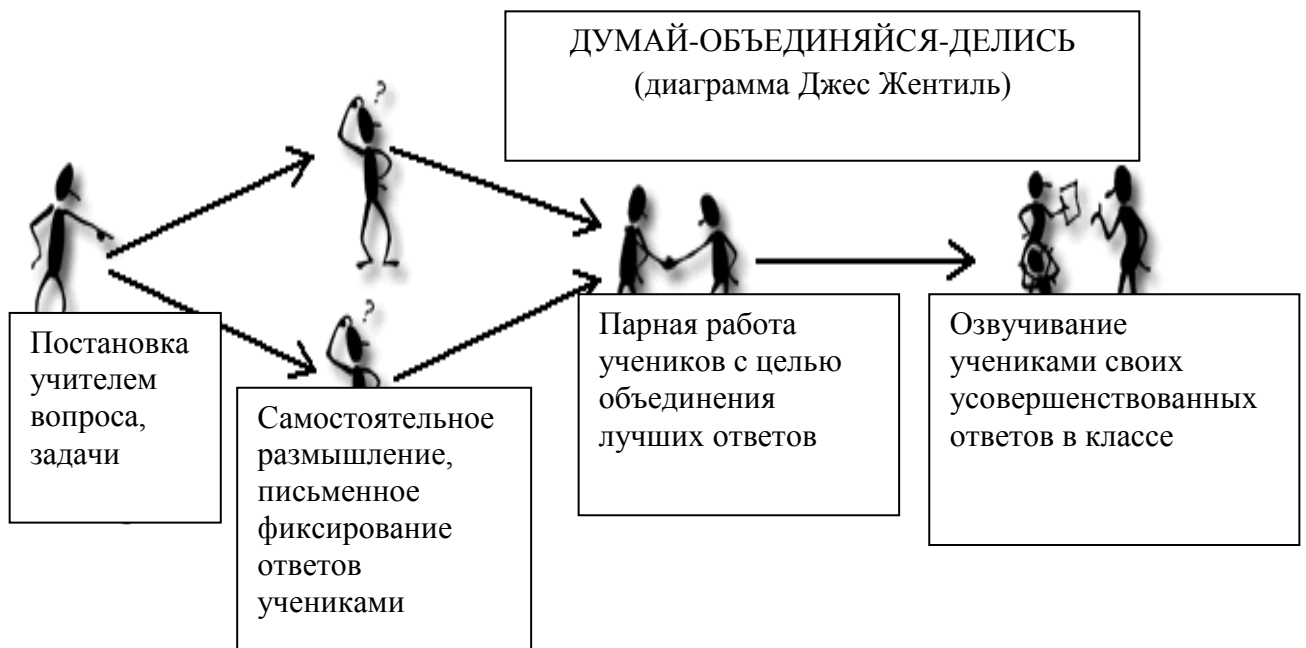 ДУМАЙ-ОБЪЕДИНЯЙСЯ-ДЕЛИСЬ
(диаграмма Джес Жентиль)
?
?
Постановка
учителем
вопроса,
задачи
Самостоятельное
размышление,
письменное
фиксирование
ответов
учениками
Парная работа
учеников с целью
объединения
лучших ответов
Озвучивание
учениками своих
усовершенствованных
ответов в классе